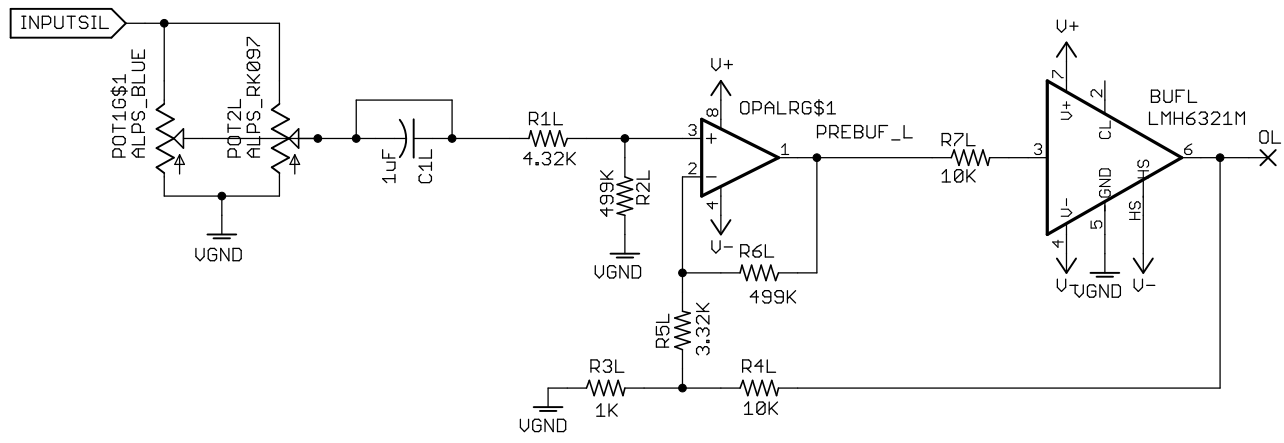 INPUTSIL
POT1G$1
ALPS_BLUE
POT2L
ALPS_RK097
VGND
1uF
C1L
R1L
4.32K
499K
R2L
VGND
V+
8
OPALRG$1
3
+
2
−
1
4
V-
PREBUF_L
R6L
499K
R5L
3.32K
R3L
1K
VGND
R4L
10K
R7L
10K
V+
7
V+
2
CL
BUFL
LMH6321M
3
6
OL
V-
4
V-
GND
5
VGND
HS
HS
V-